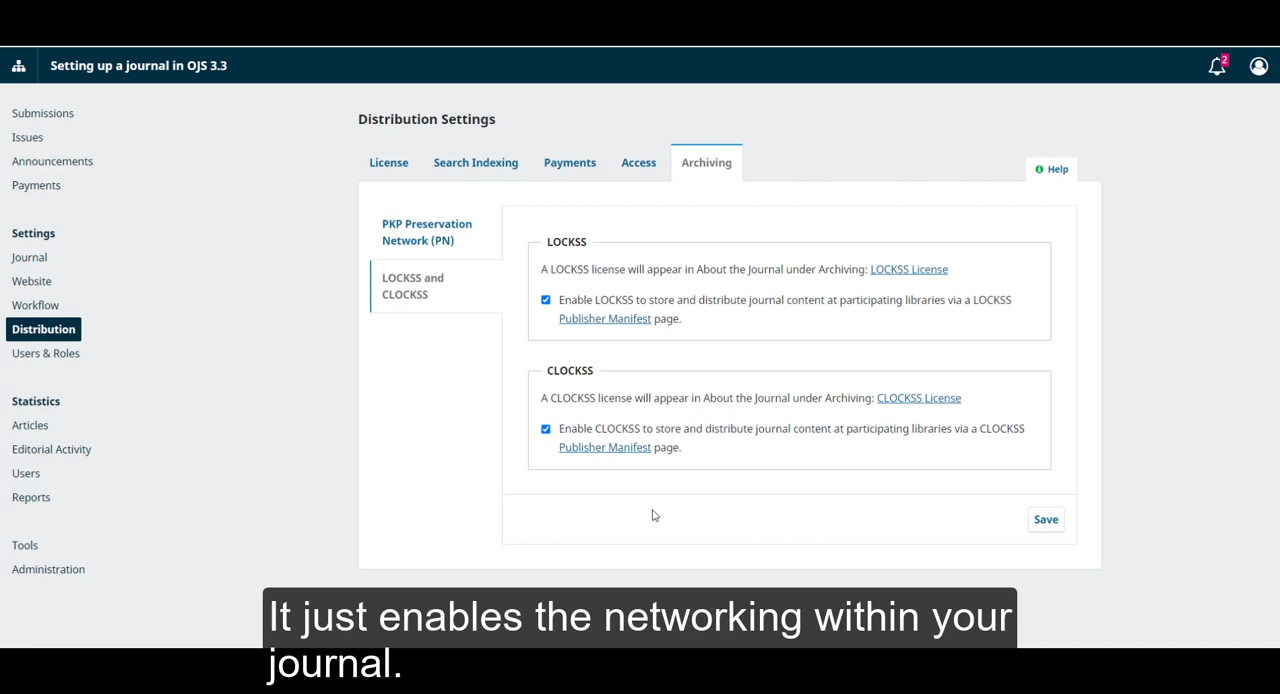 Setting up a journal in OJS 3.3
2
Submissions
Issues
Announcements
Payments
Settings
Journal
Website
Workflow
Distribution
Users & Roles
Statistics
Articles
Editorial Activity
Users
Reports
Tools
Administration
Distribution Settings
License
Search Indexing
Payments
Access
Archiving
Help
PKP Preservation
Network (PN)
LOCKSS and
CLOCKSS
LOCKSS
A LOCKSS license will appear in About the Journal under Archiving: LOCKSS License
Enable LOCKSS to store and distribute journal content at participating libraries via a LOCKSS
Publisher Manifest page.
CLOCKSS
A CLOCKSS license will appear in About the Journal under Archiving: CLOCKSS License
Enable CLOCKSS to store and distribute journal content at participating libraries via a CLOCKSS
Publisher Manifest page.
Save
It just enables the networking within your
journal.